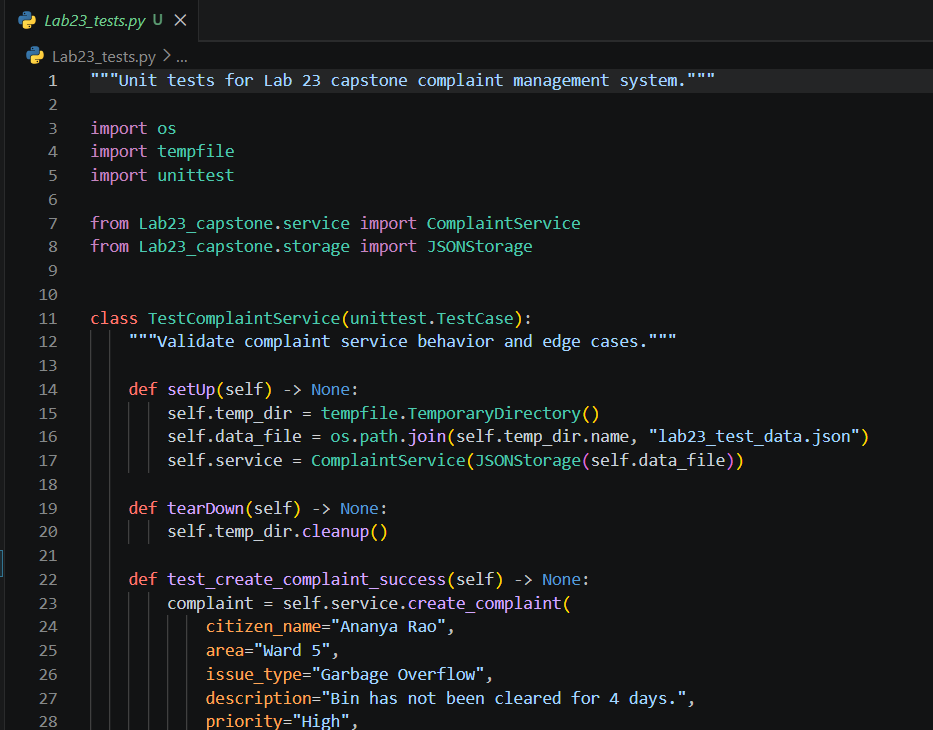 Lab23_tests.py U ×
Lab23_tests.py > ...
1 """Unit tests for Lab 23 capstone complaint management system."""
2
3 import os
4 import tempfile
5 import unittest
6
7 from Lab23_capstone.service import ComplaintService
8 from Lab23_capstone.storage import JSONStorage
9
10
11 class TestComplaintService(unittest.TestCase):
12     """Validate complaint service behavior and edge cases."""
13
14     def setUp(self) -> None:
15         self.temp_dir = tempfile.TemporaryDirectory()
16         self.data_file = os.path.join(self.temp_dir.name, "lab23_test_data.json")
17         self.service = ComplaintService(JSONStorage(self.data_file))
18
19     def tearDown(self) -> None:
20         self.temp_dir.cleanup()
21
22     def test_create_complaint_success(self) -> None:
23         complaint = self.service.create_complaint(
24             citizen_name="Ananya Rao",
25             area="Ward 5",
26             issue_type="Garbage Overflow",
27             description="Bin has not been cleared for 4 days.",
28             priority="High",